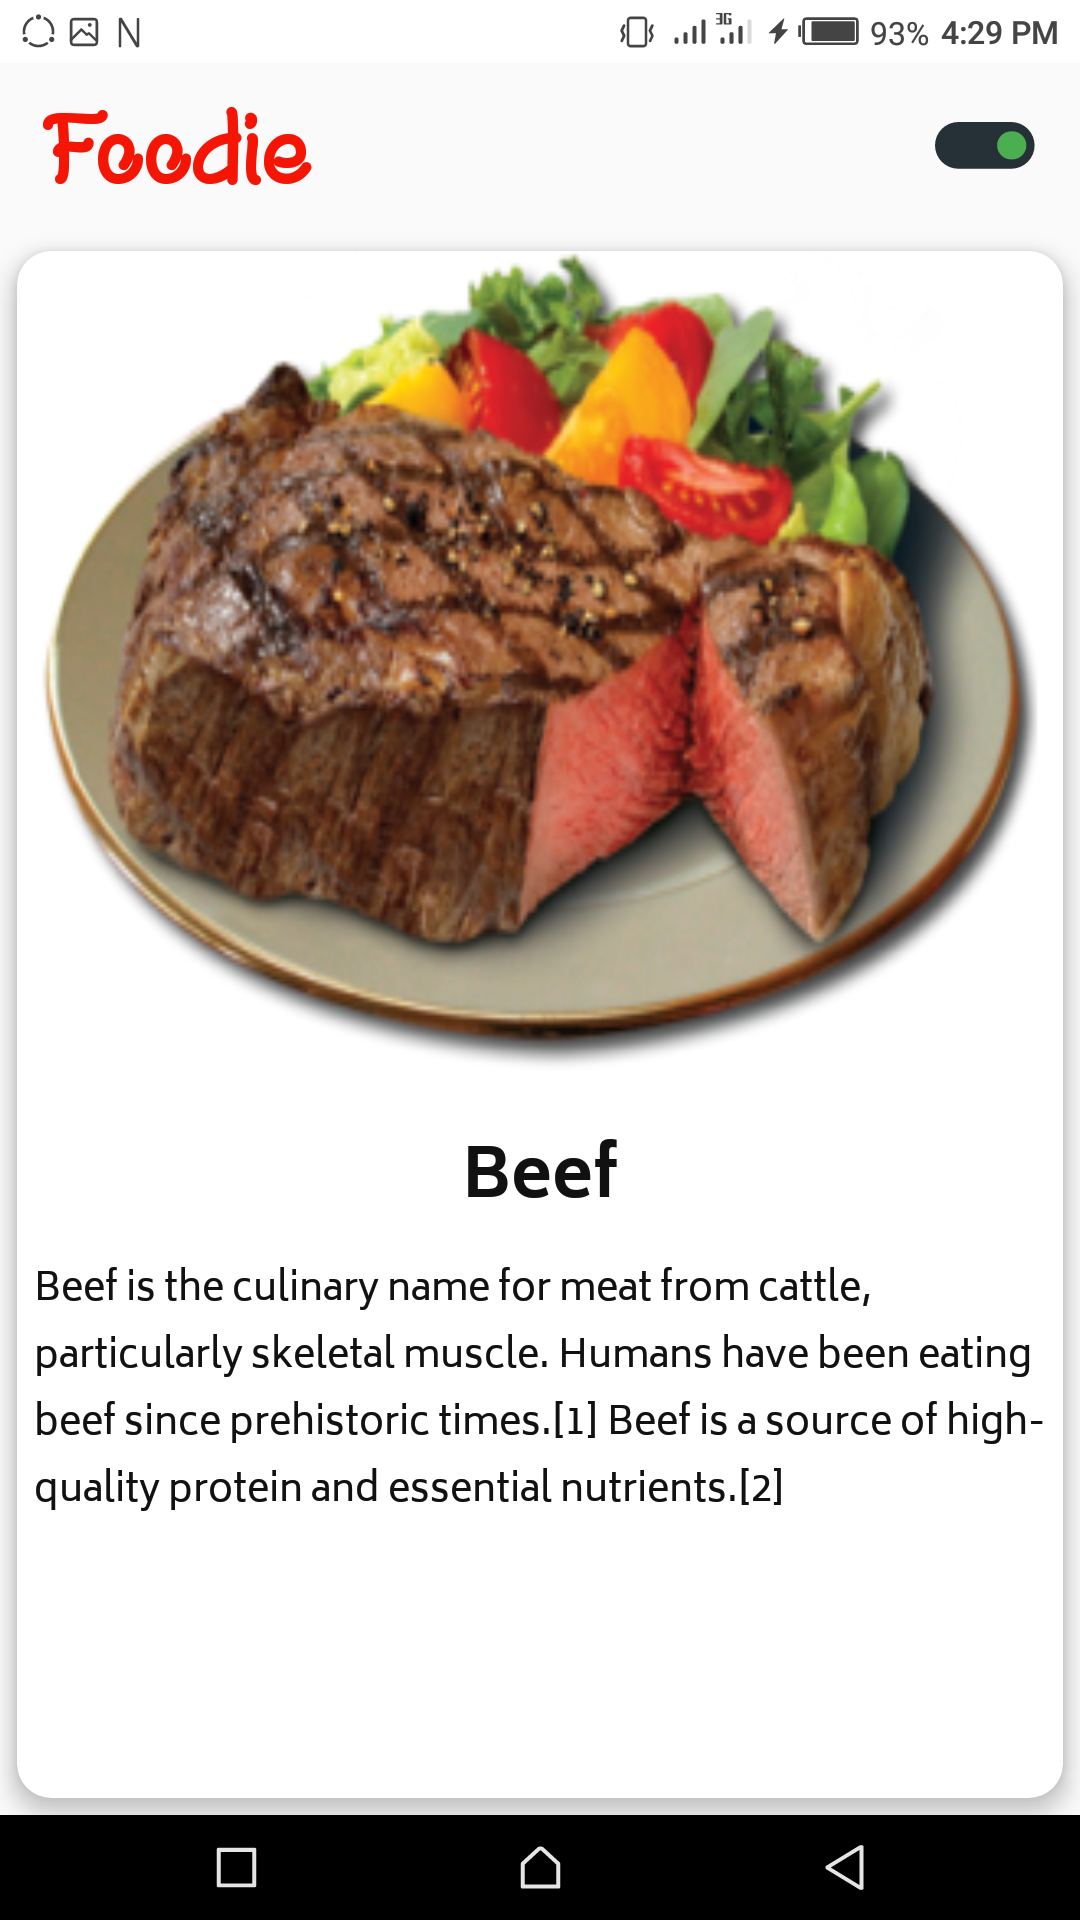 3G 93% 4:29 PM
Foodie
Beef
Beef is the culinary name for meat from cattle,
particularly skeletal muscle. Humans have been eating
beef since prehistoric times.[1] Beef is a source of high-
quality protein and essential nutrients.[2]